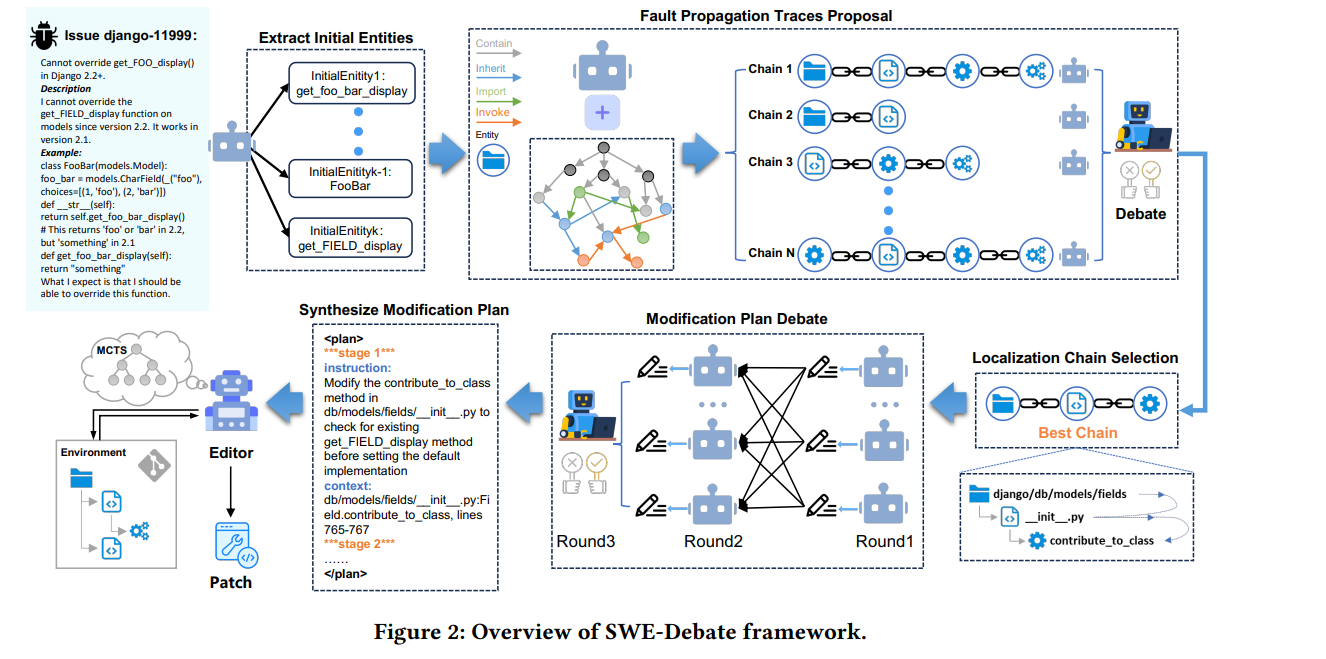 Issue django-11999:
Cannot override get_FOO_display()
in Django 2.2+.
Description
I cannot override the
get_FIELD_display function on
models since version 2.2. It works in
version 2.1.
Example:
class FooBar(models.Model):
foo_bar = models.CharField(_("foo"),
choices=[(1, 'foo'), (2, 'bar')])
def __str__(self):
return self.get_foo_bar_display()
# This returns 'foo' or 'bar' in 2.2,
but 'something' in 2.1
def get_foo_bar_display(self):
return "something"
What I expect is that I should be
able to override this function.
Extract Initial Entities
InitialEnitity1:
get_foo_bar_display
InitialEnitityk-1:
FooBar
InitialEnitityk:
get_FIELD_display
Fault Propagation Traces Proposal
Contain
Inherit
Import
Invoke
Entity
Chain 1
Chain 2
Chain 3
Chain N
Debate
Localization Chain Selection
Best Chain
django/db/models/fields
__init__.py
contribute_to_class
Modification Plan Debate
Round3
Round2
Round1
Synthesize Modification Plan
<plan>
***stage 1***
instruction:
Modify the contribute_to_class
method in
db/models/fields/__init__.py to
check for existing
get_FIELD_display method
before setting the default
implementation
context:
db/models/fields/__init__.py:Fi
eld.contribute_to_class, lines
765-767
***stage 2***
......
</plan>
MCTS
Editor
Environment
Patch
Figure 2: Overview of SWE-Debate framework.